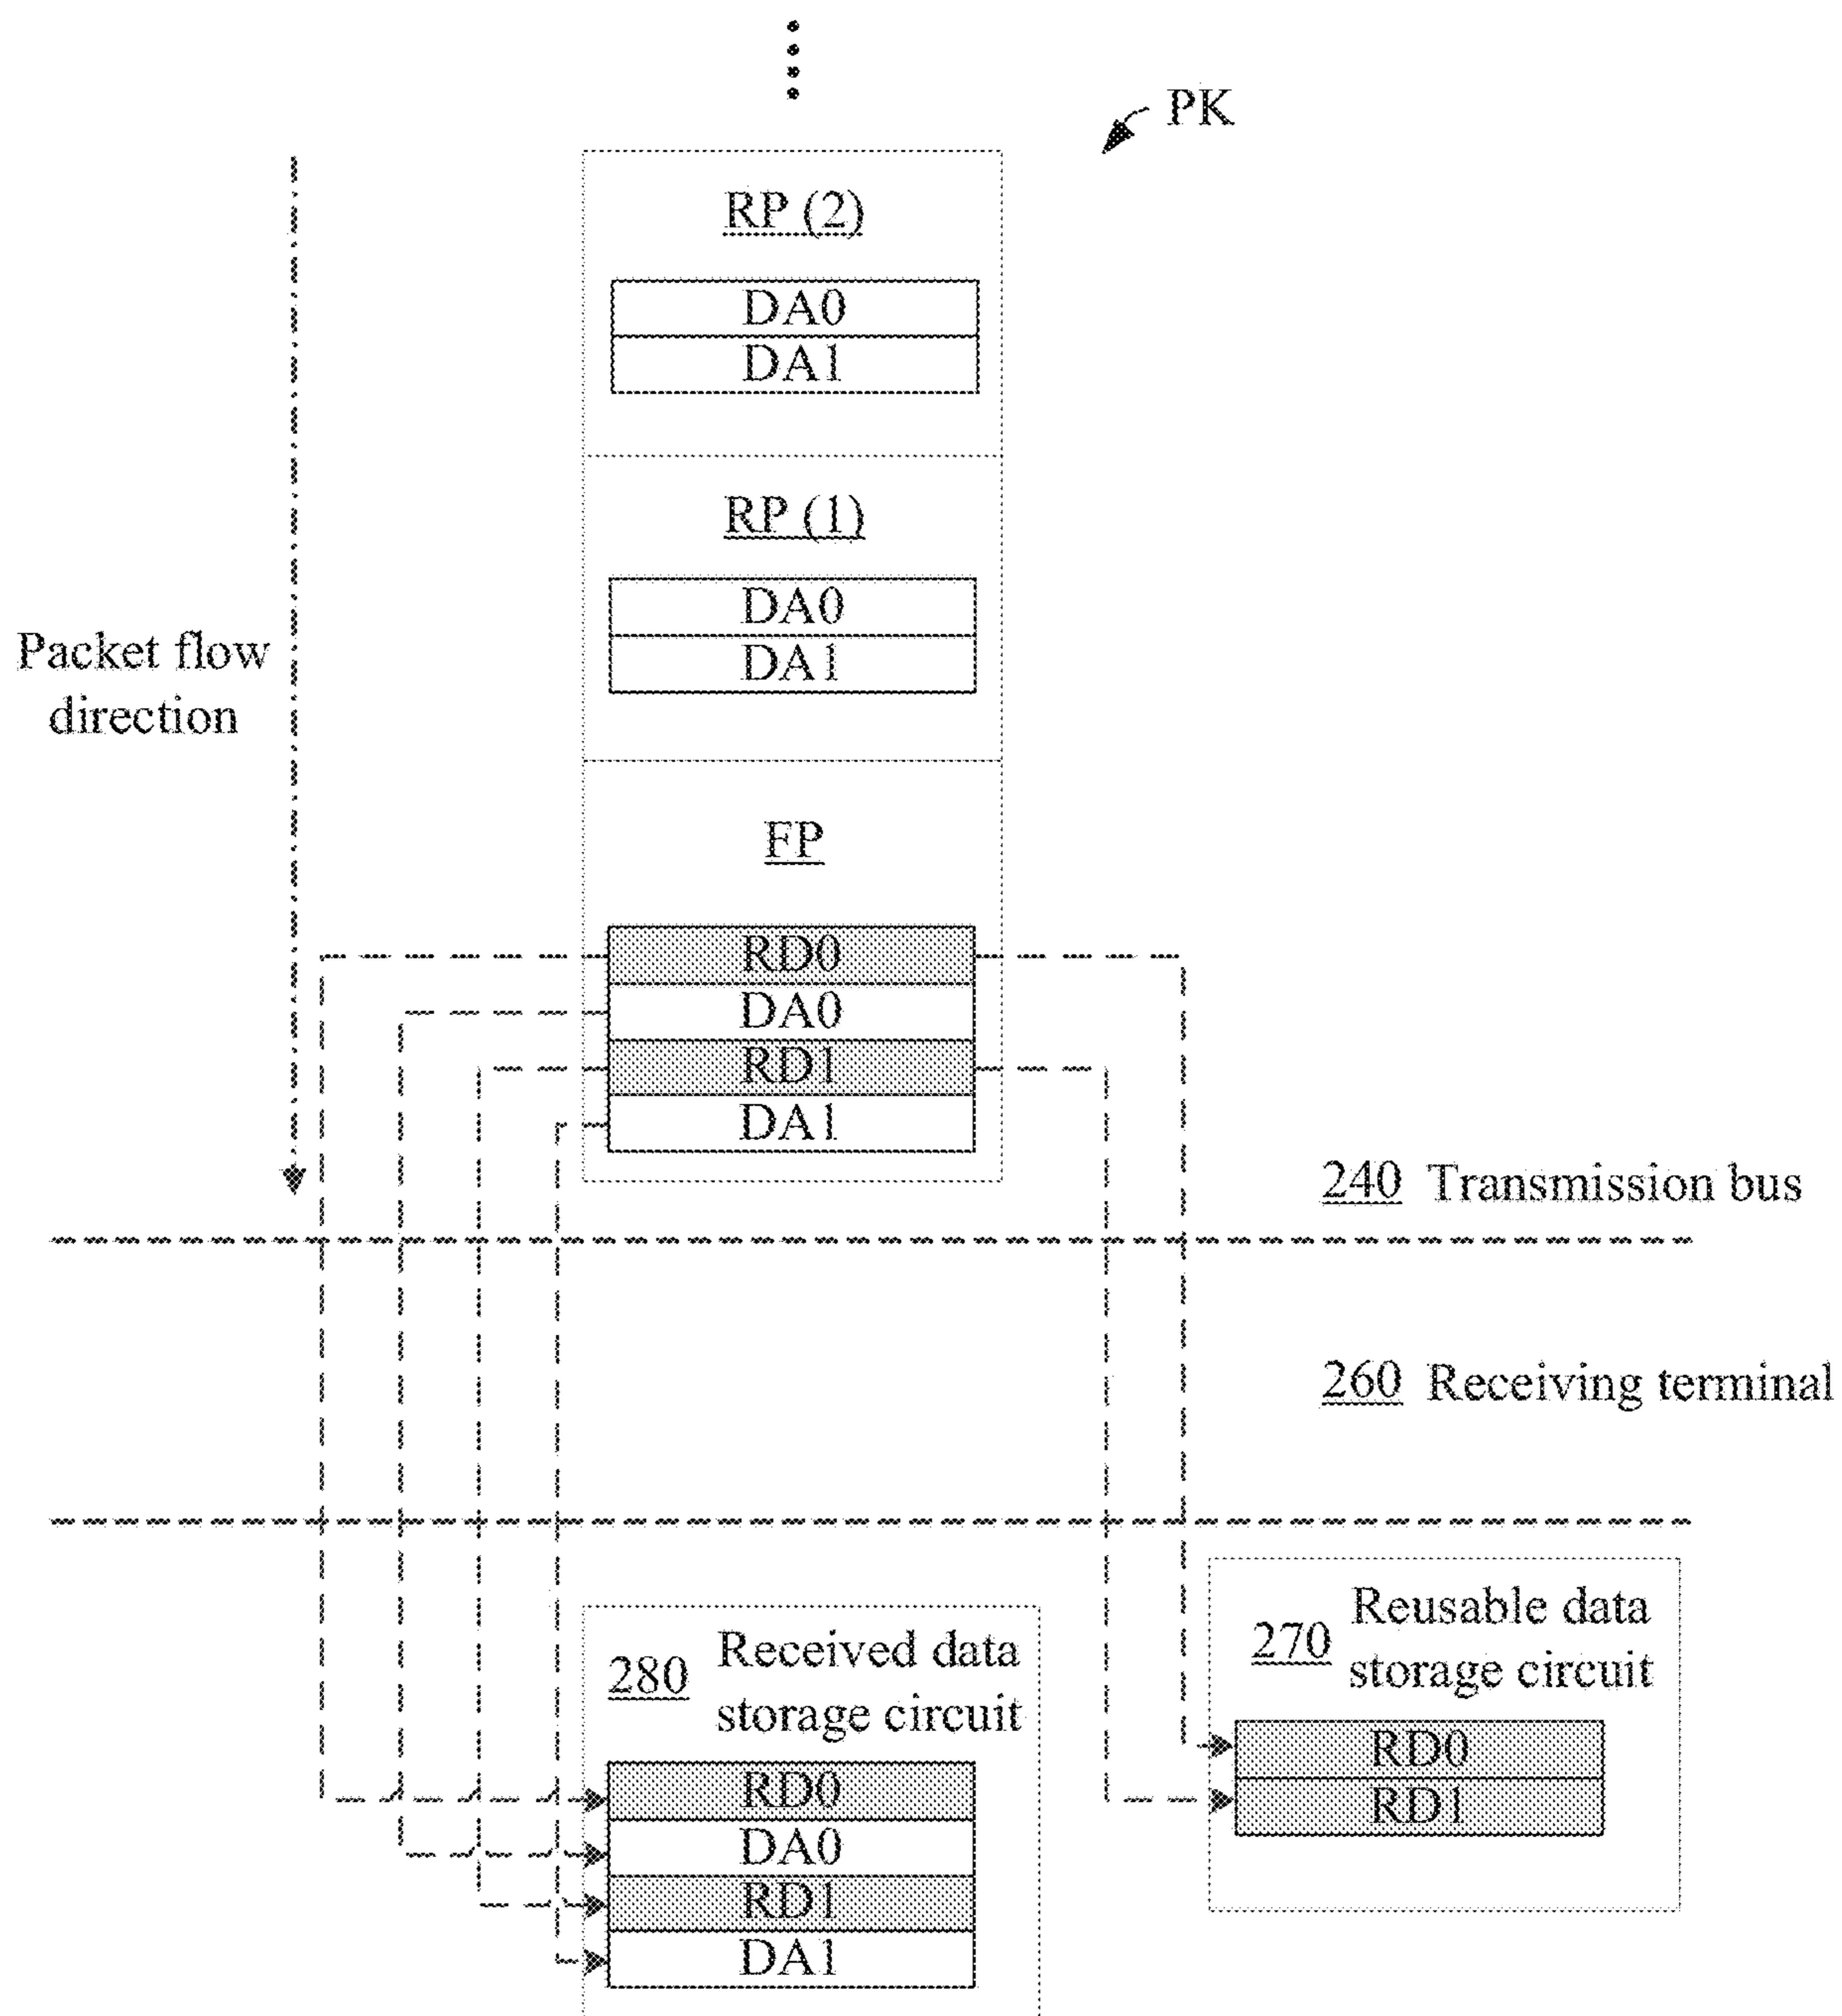 PK
RP (2)
DA0
DA1
RP (1)
DA0
DA1
Packet flow
direction
FP
RD0
DA0
RD1
DA1
240 Transmission bus
260 Receiving terminal
280 Received data
storage circuit
RD0
DA0
RD1
DA1
270 Reusable data
storage circuit
RD0
RD1